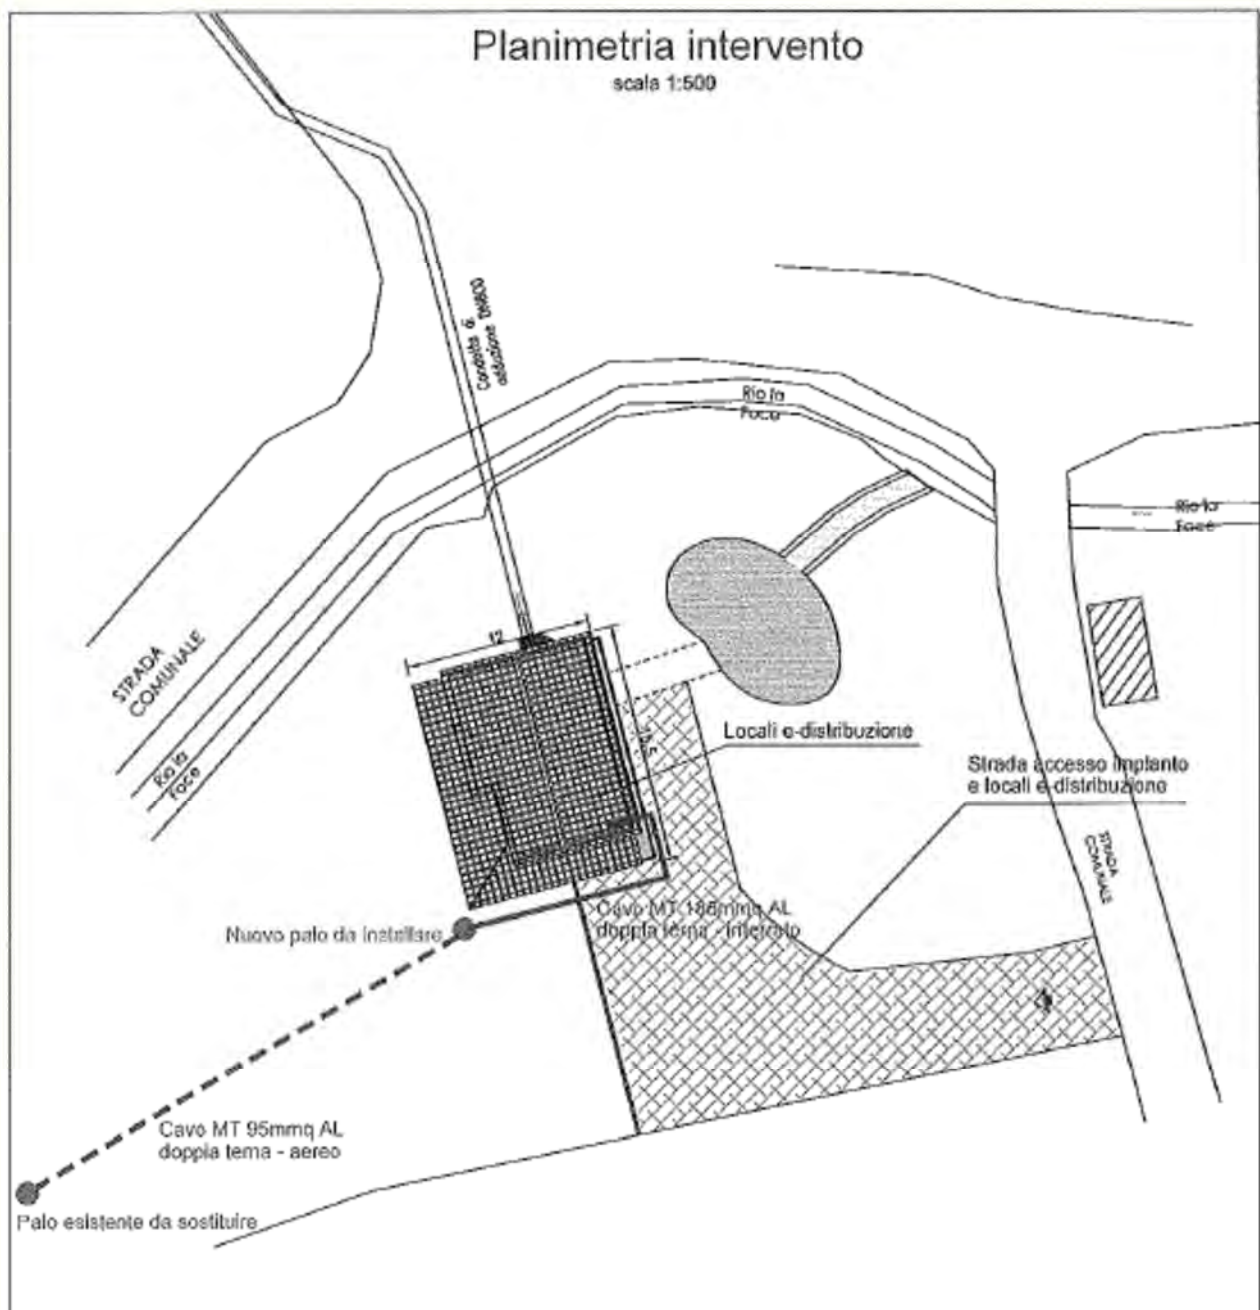 Planimetria intervento
scala 1:500
Condotta di
adduzione DN800
Rio la
Foce
Rio la
Foce
12
STRADA
COMUNALE
Locali e-distribuzione
Strada accesso impianto
e locali e-distribuzione
Rio la
Foce
STRADA
COMUNALE
Cavo MT
AL
doppia terna - interrato
Nuovo palo da installare
Cavo MT 95mmq AL
doppia terna - aereo
Palo esistente da sostituire